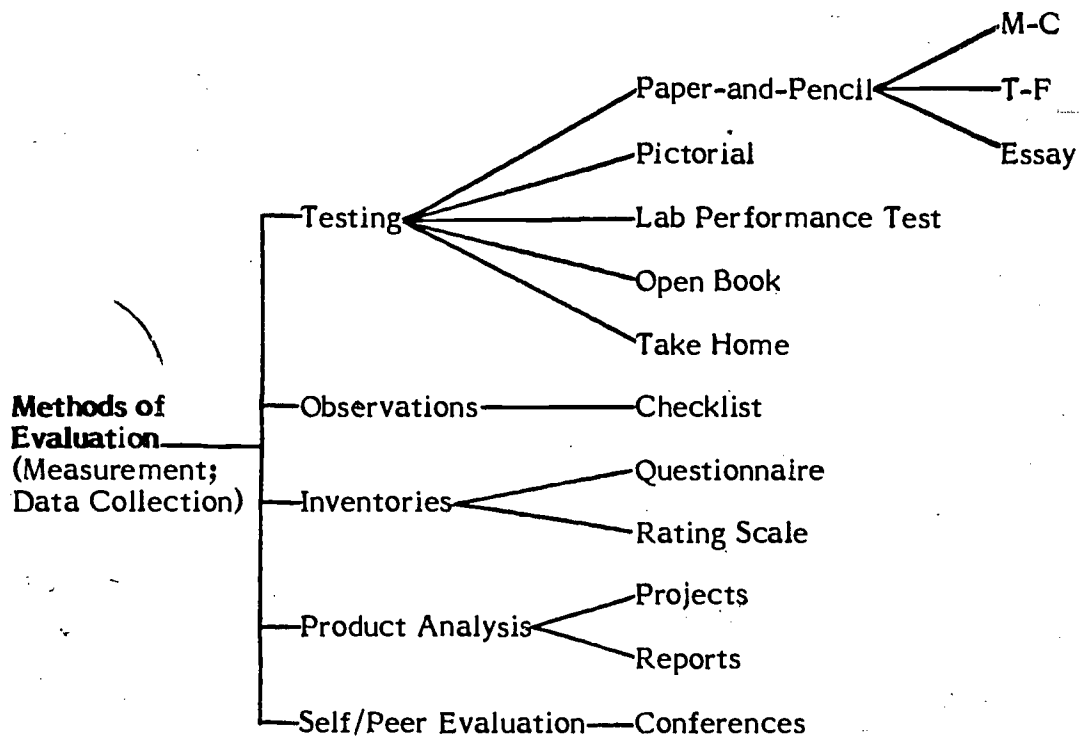 Methods of
Evaluation
(Measurement;
Data Collection)
Testing
Paper-and-Pencil
M-C
T-F
Essay
Pictorial
Lab Performance Test
Open Book
Take Home
Observations
Checklist
Inventories
Questionnaire
Rating Scale
Product Analysis
Projects
Reports
Self/Peer Evaluation
Conferences